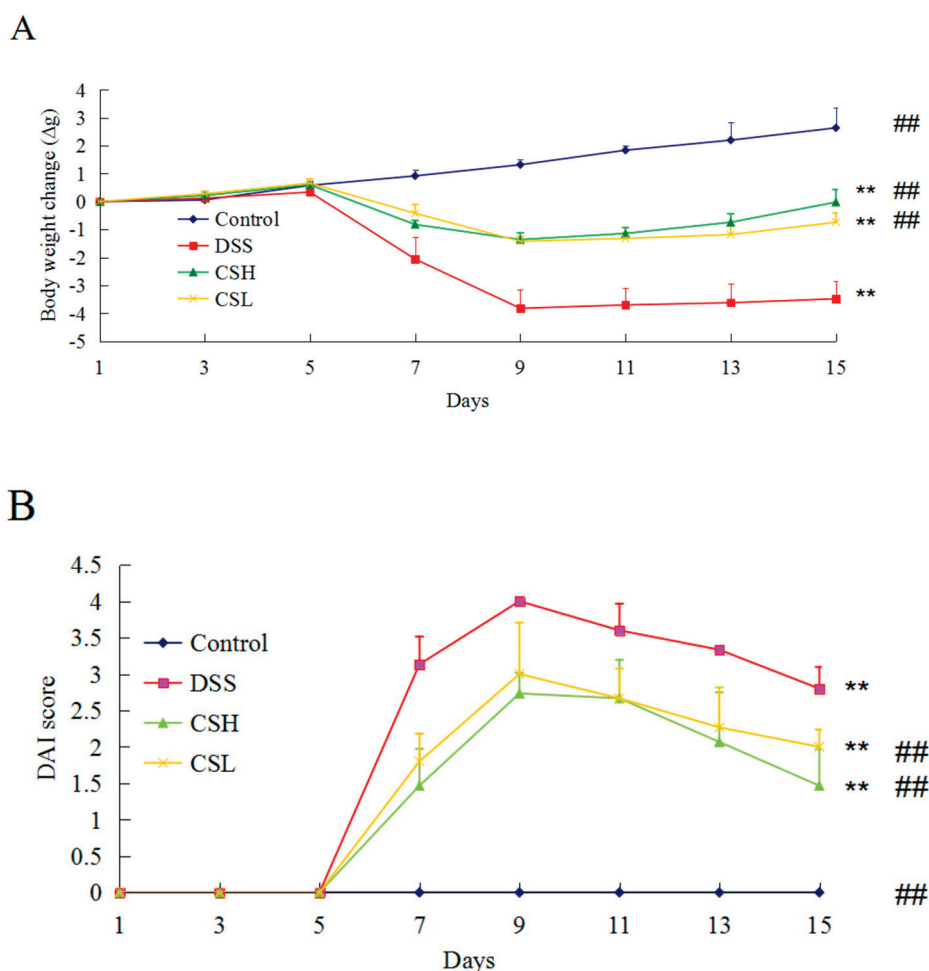 A
Body weight change (Δg)
4
3
2
1
0
-1
-2
-3
-4
-5
Control
DSS
CSH
CSL
##
** ##
** ##
**
1 3 5 7 9 11 13 15
Days
B
DAI score
4.5
4
3.5
3
2.5
2
1.5
1
0.5
0
Control
DSS
CSH
CSL
**
** ##
** ##
##
1 3 5 7 9 11 13 15
Days